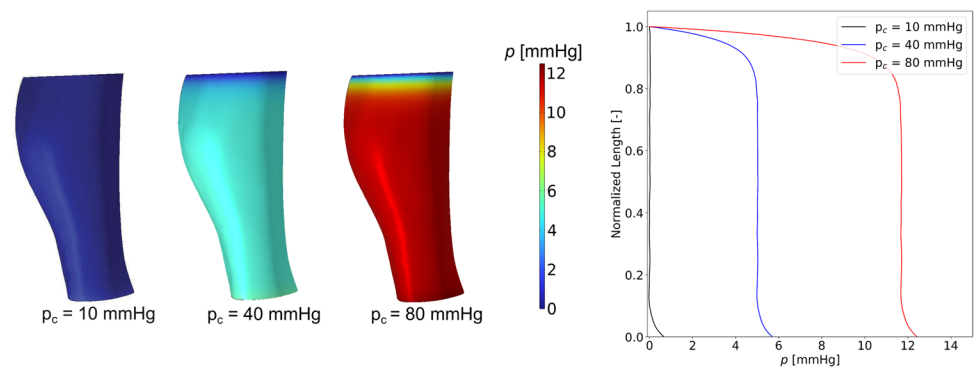 p [mmHg]
12
10
8
6
4
2
0
p_c = 10 mmHg
p_c = 40 mmHg
p_c = 80 mmHg
1.0
0.8
0.6
0.4
0.2
0.0
Normalized Length [-]
p_c = 10 mmHg
p_c = 40 mmHg
p_c = 80 mmHg
0 2 4 6 8 10 12 14
p [mmHg]